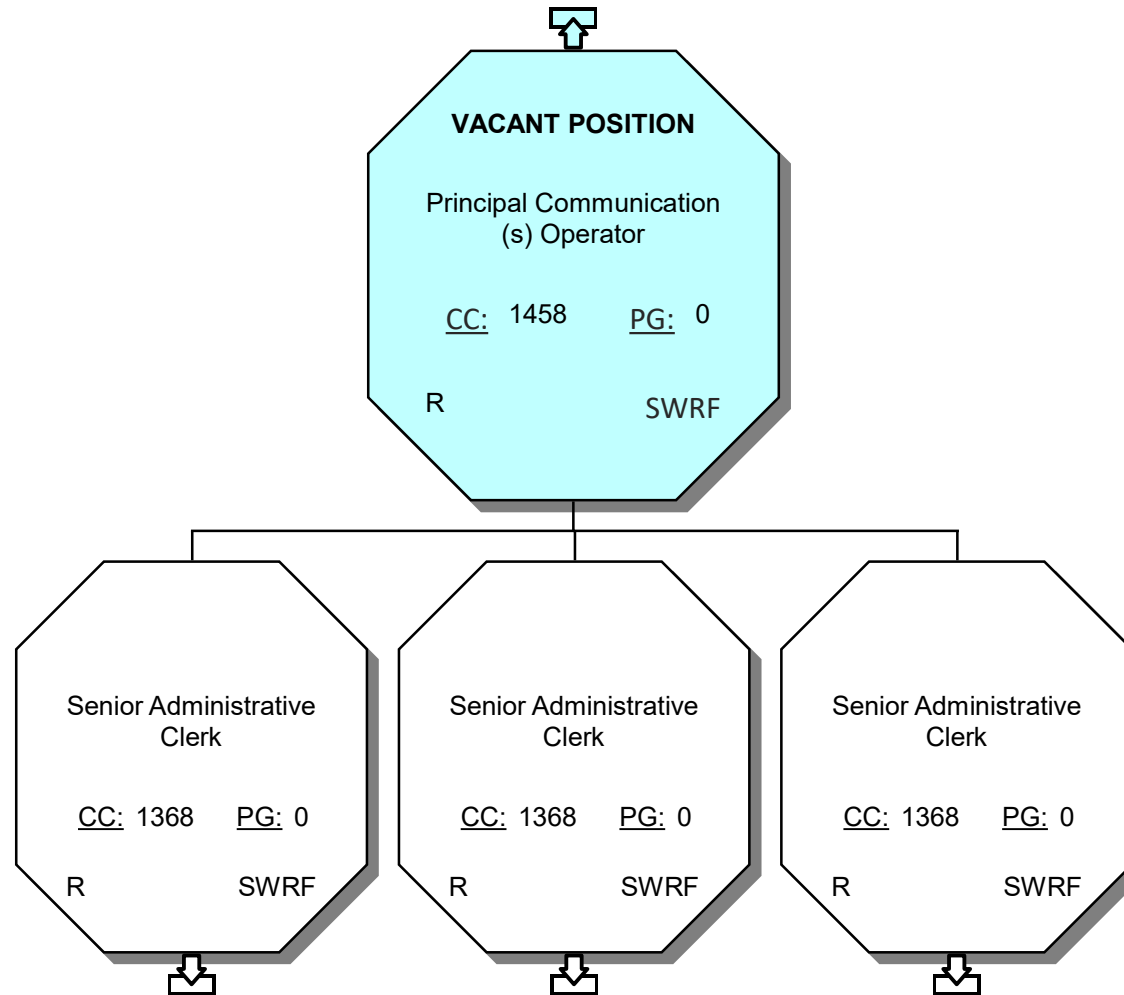 VACANT POSITION
Principal Communication
(s) Operator
CC: 1458 PG: 0
R SWRF
Senior Administrative
Clerk
CC: 1368 PG: 0
R SWRF
Senior Administrative
Clerk
CC: 1368 PG: 0
R SWRF
Senior Administrative
Clerk
CC: 1368 PG: 0
R SWRF